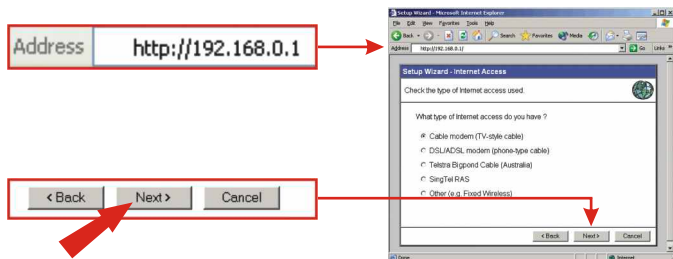 Address http://192.168.0.1
< Back Next > Cancel
Setup Wizard - Microsoft Internet Explorer
File Edit View Favorites Tools Help
Back Search Favorites Media
Address http://192.168.0.1/ Go Links »
Setup Wizard - Internet Access
Check the type of Internet access used.
What type of Internet access do you have ?
Cable modem (TV-style cable)
DSL/ADSL modem (phone-type cable)
Telstra Bigpond Cable (Australia)
SingTel RAS
Other (e.g. Fixed Wireless)
< Back Next > Cancel
Done Internet